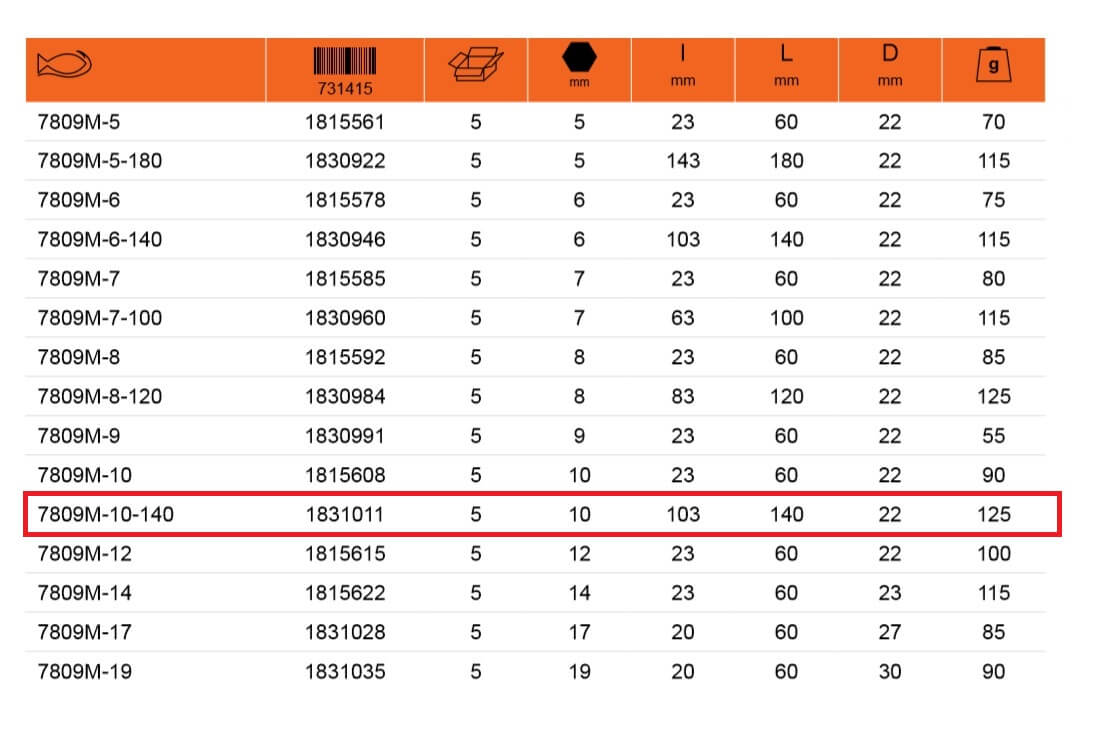 731415 mm l mm L mm D mm g
7809M-5 1815561 5 5 23 60 22 70
7809M-5-180 1830922 5 5 143 180 22 115
7809M-6 1815578 5 6 23 60 22 75
7809M-6-140 1830946 5 6 103 140 22 115
7809M-7 1815585 5 7 23 60 22 80
7809M-7-100 1830960 5 7 63 100 22 115
7809M-8 1815592 5 8 23 60 22 85
7809M-8-120 1830984 5 8 83 120 22 125
7809M-9 1830991 5 9 23 60 22 55
7809M-10 1815608 5 10 23 60 22 90
7809M-10-140 1831011 5 10 103 140 22 125
7809M-12 1815615 5 12 23 60 22 100
7809M-14 1815622 5 14 23 60 23 115
7809M-17 1831028 5 17 20 60 27 85
7809M-19 1831035 5 19 20 60 30 90